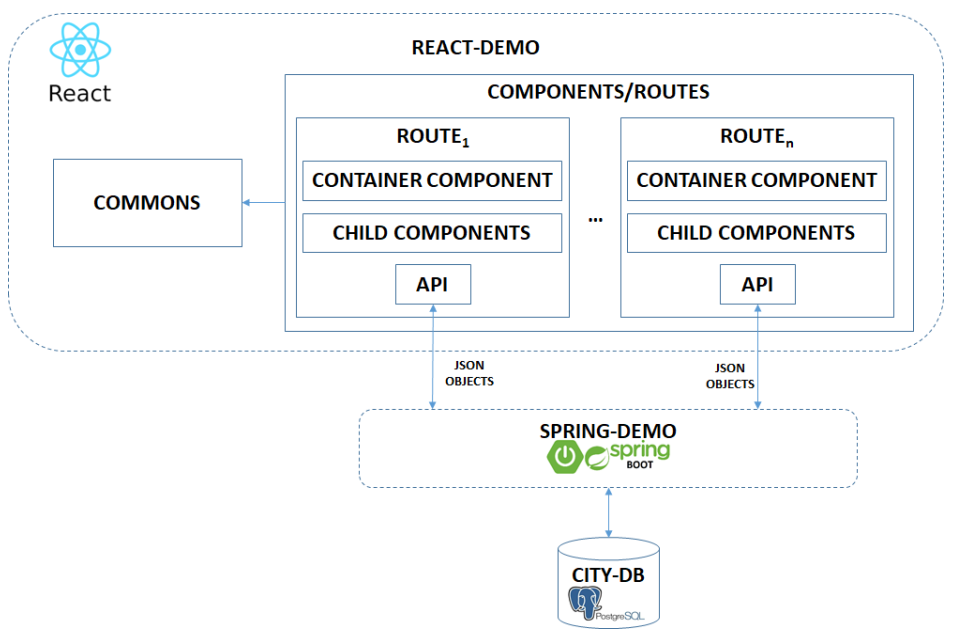 React
REACT-DEMO
COMPONENTS/ROUTES
COMMONS
ROUTE₁
CONTAINER COMPONENT
CHILD COMPONENTS
API
...
ROUTEₙ
CONTAINER COMPONENT
CHILD COMPONENTS
API
JSON
OBJECTS
JSON
OBJECTS
SPRING-DEMO
spring
BOOT
CITY-DB
PostgreSQL